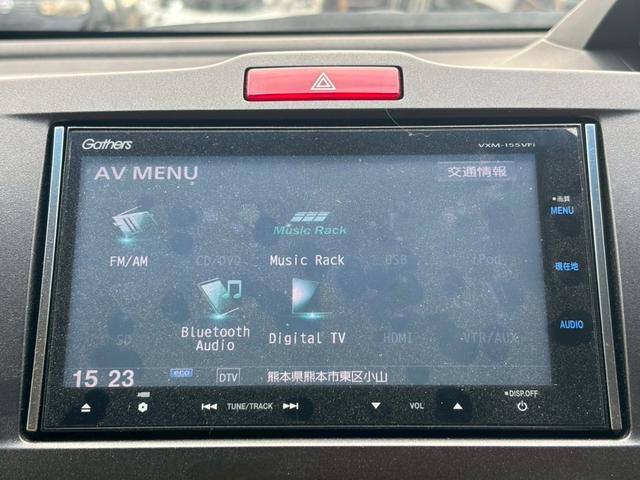 Gathers
VXM-155VFi
AV MENU
交通情報
画質
MENU
FM/AM
CD/DVD
Music Rack
Music Rack
USB
iPod
現在地
SD
Bluetooth
Audio
Digital TV
HDMI
VTR/AUX
AUDIO
15 23
eco
DTV
熊本県熊本市東区小山
TUNE/TRACK
VOL
DISP.OFF